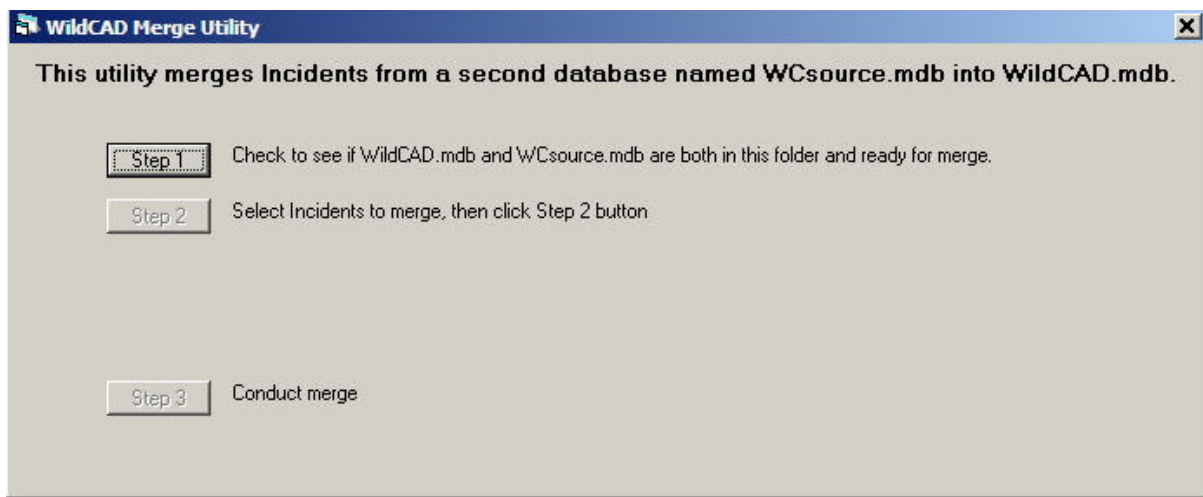 WildCAD Merge Utility
This utility merges Incidents from a second database named WCsource.mdb into WildCAD.mdb.
Step 1 Check to see if WildCAD.mdb and WCsource.mdb are both in this folder and ready for merge.
Step 2 Select Incidents to merge, then click Step 2 button
Step 3 Conduct merge